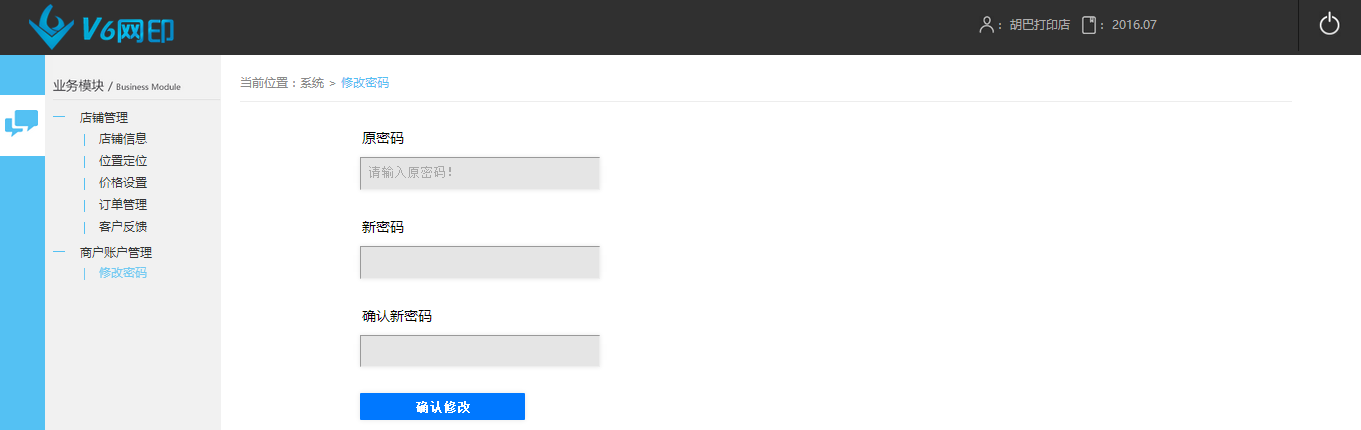 V6网印
：胡巴打印店 ：2016.07
业务模块 / Business Module
当前位置：系统 > 修改密码
店铺管理
店铺信息
位置定位
价格设置
订单管理
客户反馈
商户账户管理
修改密码
原密码
请输入原密码！
新密码
确认新密码
确认修改